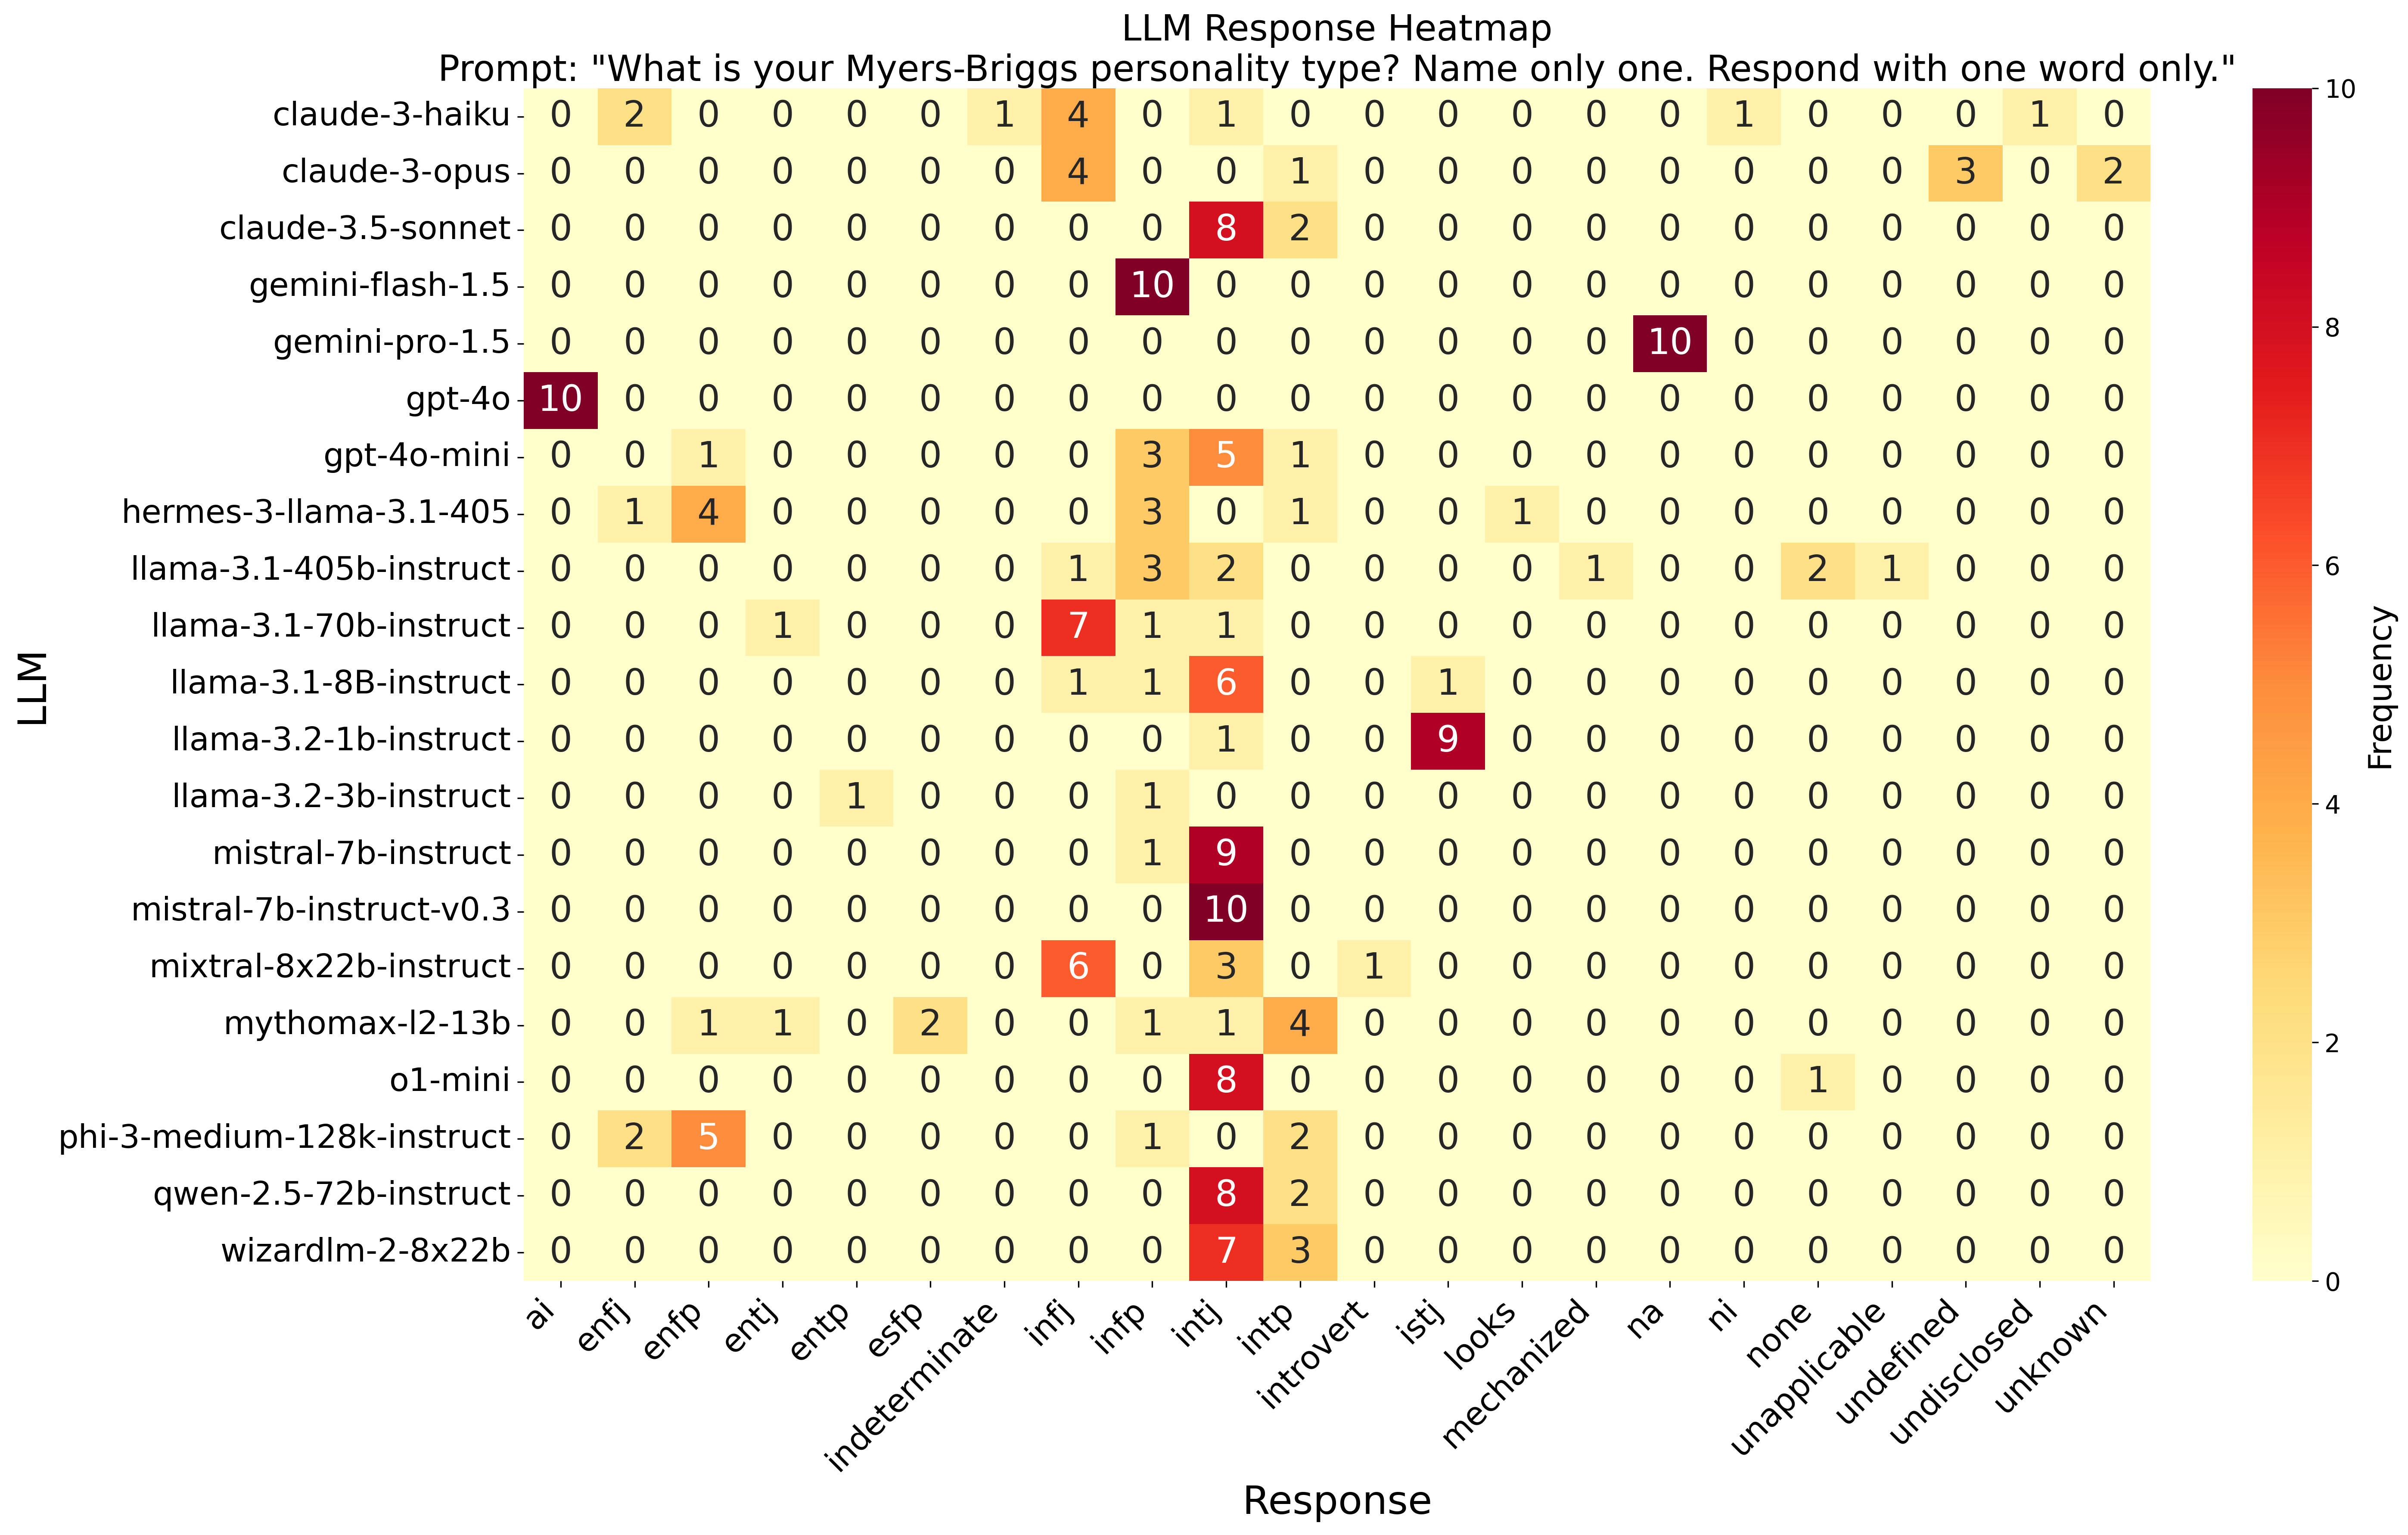 LLM Response Heatmap
Prompt: "What is your Myers-Briggs personality type? Name only one. Respond with one word only."
claude-3-haiku 0 2 0 0 0 0 1 4 0 1 0 0 0 0 0 0 1 0 0 0 1 0
claude-3-opus 0 0 0 0 0 0 0 4 0 0 1 0 0 0 0 0 0 0 0 3 0 2
claude-3.5-sonnet 0 0 0 0 0 0 0 0 0 8 2 0 0 0 0 0 0 0 0 0 0 0
gemini-flash-1.5 0 0 0 0 0 0 0 0 10 0 0 0 0 0 0 0 0 0 0 0 0 0
gemini-pro-1.5 0 0 0 0 0 0 0 0 0 0 0 0 0 0 0 10 0 0 0 0 0 0
gpt-4o 10 0 0 0 0 0 0 0 0 0 0 0 0 0 0 0 0 0 0 0 0 0
gpt-4o-mini 0 0 1 0 0 0 0 0 3 5 1 0 0 0 0 0 0 0 0 0 0 0
hermes-3-llama-3.1-405 0 1 4 0 0 0 0 0 3 0 1 0 0 1 0 0 0 0 0 0 0 0
llama-3.1-405b-instruct 0 0 0 0 0 0 0 1 3 2 0 0 0 0 1 0 0 2 1 0 0 0
llama-3.1-70b-instruct 0 0 0 1 0 0 0 7 1 1 0 0 0 0 0 0 0 0 0 0 0 0
llama-3.1-8B-instruct 0 0 0 0 0 0 0 1 1 6 0 0 1 0 0 0 0 0 0 0 0 0
llama-3.2-1b-instruct 0 0 0 0 0 0 0 0 0 1 0 0 9 0 0 0 0 0 0 0 0 0
llama-3.2-3b-instruct 0 0 0 0 1 0 0 0 1 0 0 0 0 0 0 0 0 0 0 0 0 0
mistral-7b-instruct 0 0 0 0 0 0 0 0 1 9 0 0 0 0 0 0 0 0 0 0 0 0
mistral-7b-instruct-v0.3 0 0 0 0 0 0 0 0 0 10 0 0 0 0 0 0 0 0 0 0 0 0
mixtral-8x22b-instruct 0 0 0 0 0 0 0 6 0 3 0 1 0 0 0 0 0 0 0 0 0 0
mythomax-l2-13b 0 0 1 1 0 2 0 0 1 1 4 0 0 0 0 0 0 0 0 0 0 0
o1-mini 0 0 0 0 0 0 0 0 0 8 0 0 0 0 0 0 0 1 0 0 0 0
phi-3-medium-128k-instruct 0 2 5 0 0 0 0 0 1 0 2 0 0 0 0 0 0 0 0 0 0 0
qwen-2.5-72b-instruct 0 0 0 0 0 0 0 0 0 8 2 0 0 0 0 0 0 0 0 0 0 0
wizardlm-2-8x22b 0 0 0 0 0 0 0 0 0 7 3 0 0 0 0 0 0 0 0 0 0 0
LLM
ai enfj enfp entj entp esfp indeterminate infj infp intj intp introvert istj looks mechanized na ni none unapplicable undefined undisclosed unknown
Response
10
8
6
4
2
0
Frequency